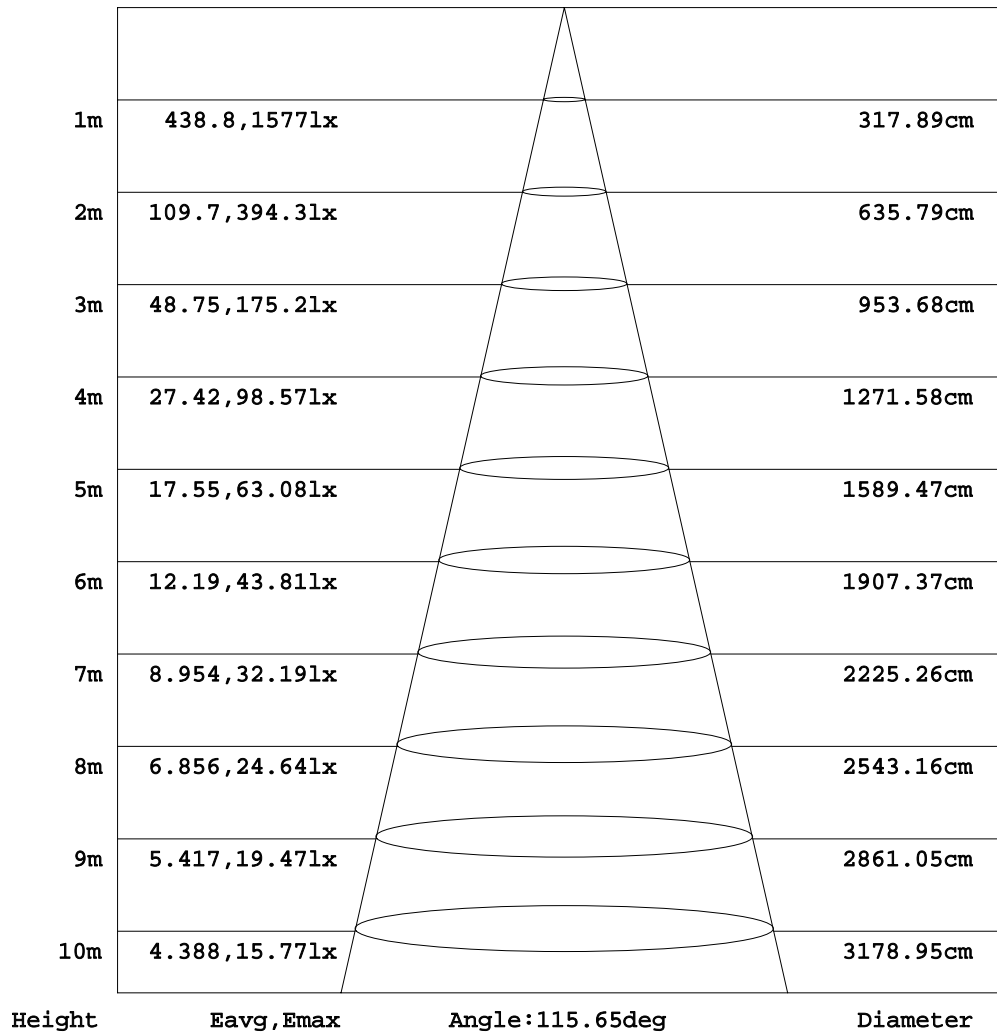 1m 438.8,1577lx 317.89cm
2m 109.7,394.3lx 635.79cm
3m 48.75,175.2lx 953.68cm
4m 27.42,98.57lx 1271.58cm
5m 17.55,63.08lx 1589.47cm
6m 12.19,43.81lx 1907.37cm
7m 8.954,32.19lx 2225.26cm
8m 6.856,24.64lx 2543.16cm
9m 5.417,19.47lx 2861.05cm
10m 4.388,15.77lx 3178.95cm
Height Eavg,Emax Angle:115.65deg Diameter